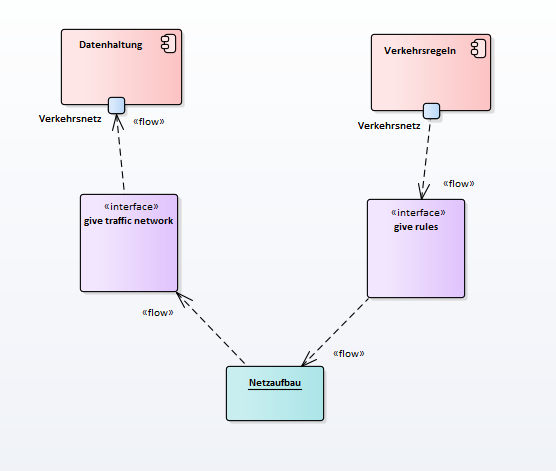 Datenhaltung
Verkehrsregeln
Verkehrsnetz
«flow»
Verkehrsnetz
«flow»
«interface»
give traffic network
«interface»
give rules
«flow»
«flow»
Netzaufbau